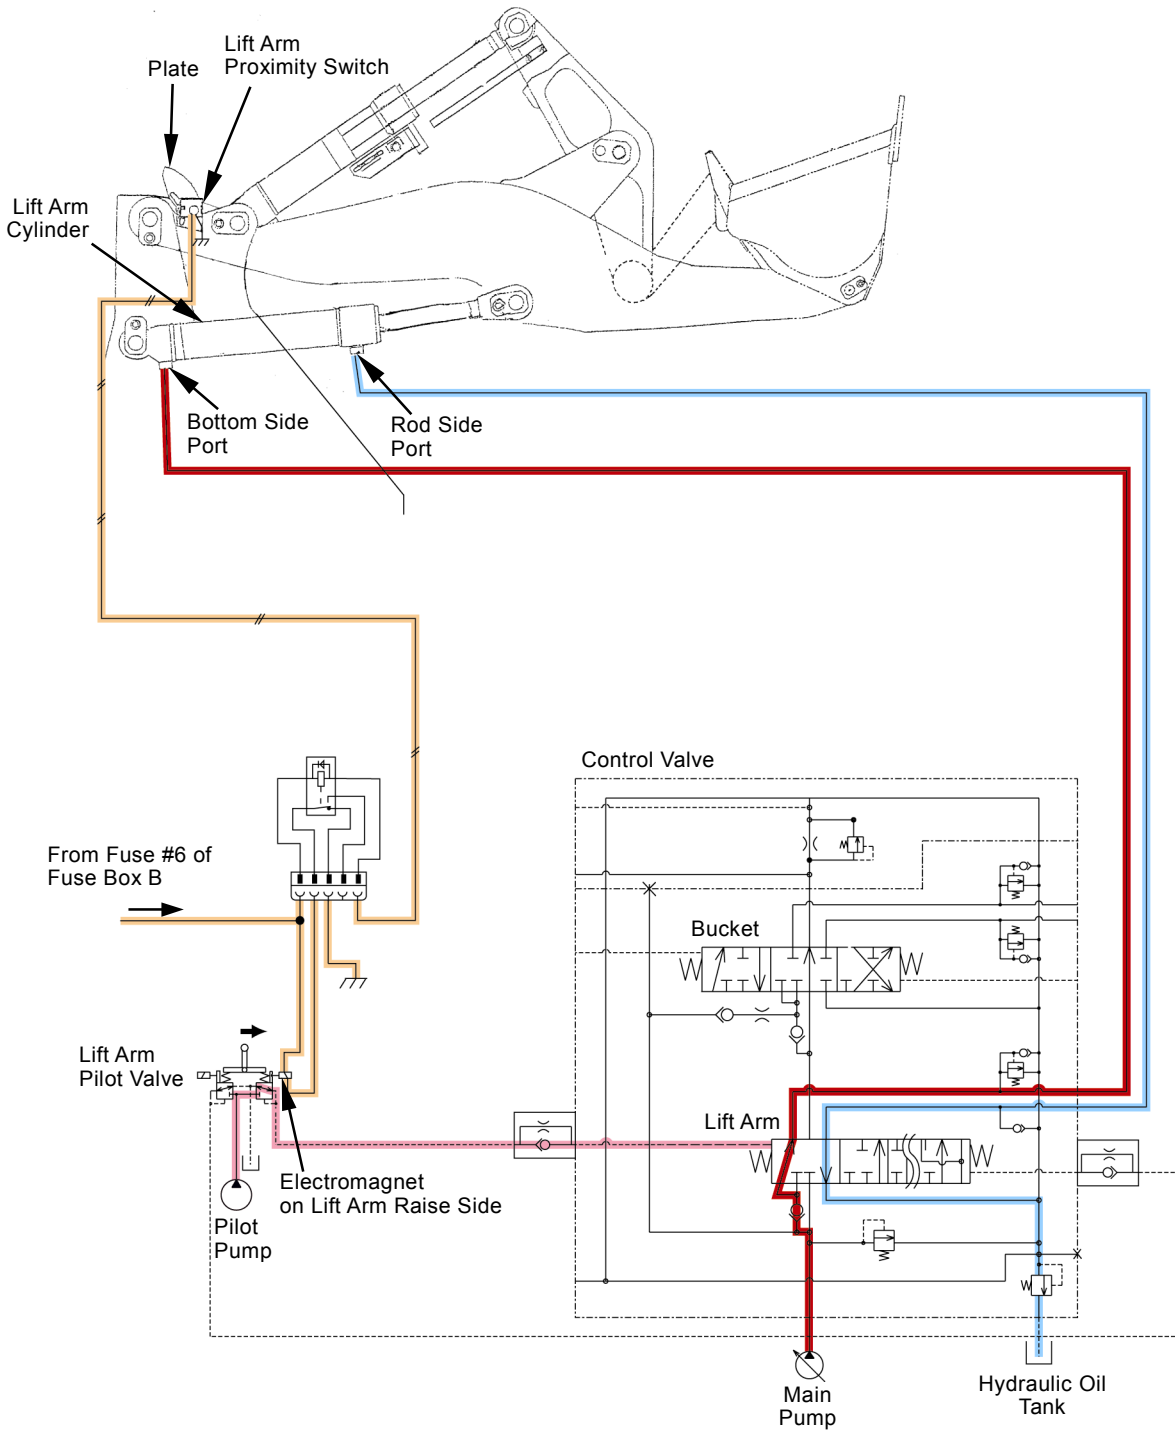 Lift Arm
Proximity Switch
Plate
Lift Arm
Cylinder
Bottom Side
Port
Rod Side
Port
Control Valve
From Fuse #6 of
Fuse Box B
Bucket
Lift Arm
Pilot Valve
Lift Arm
Electromagnet
on Lift Arm Raise Side
Pilot
Pump
Main
Pump
Hydraulic Oil
Tank